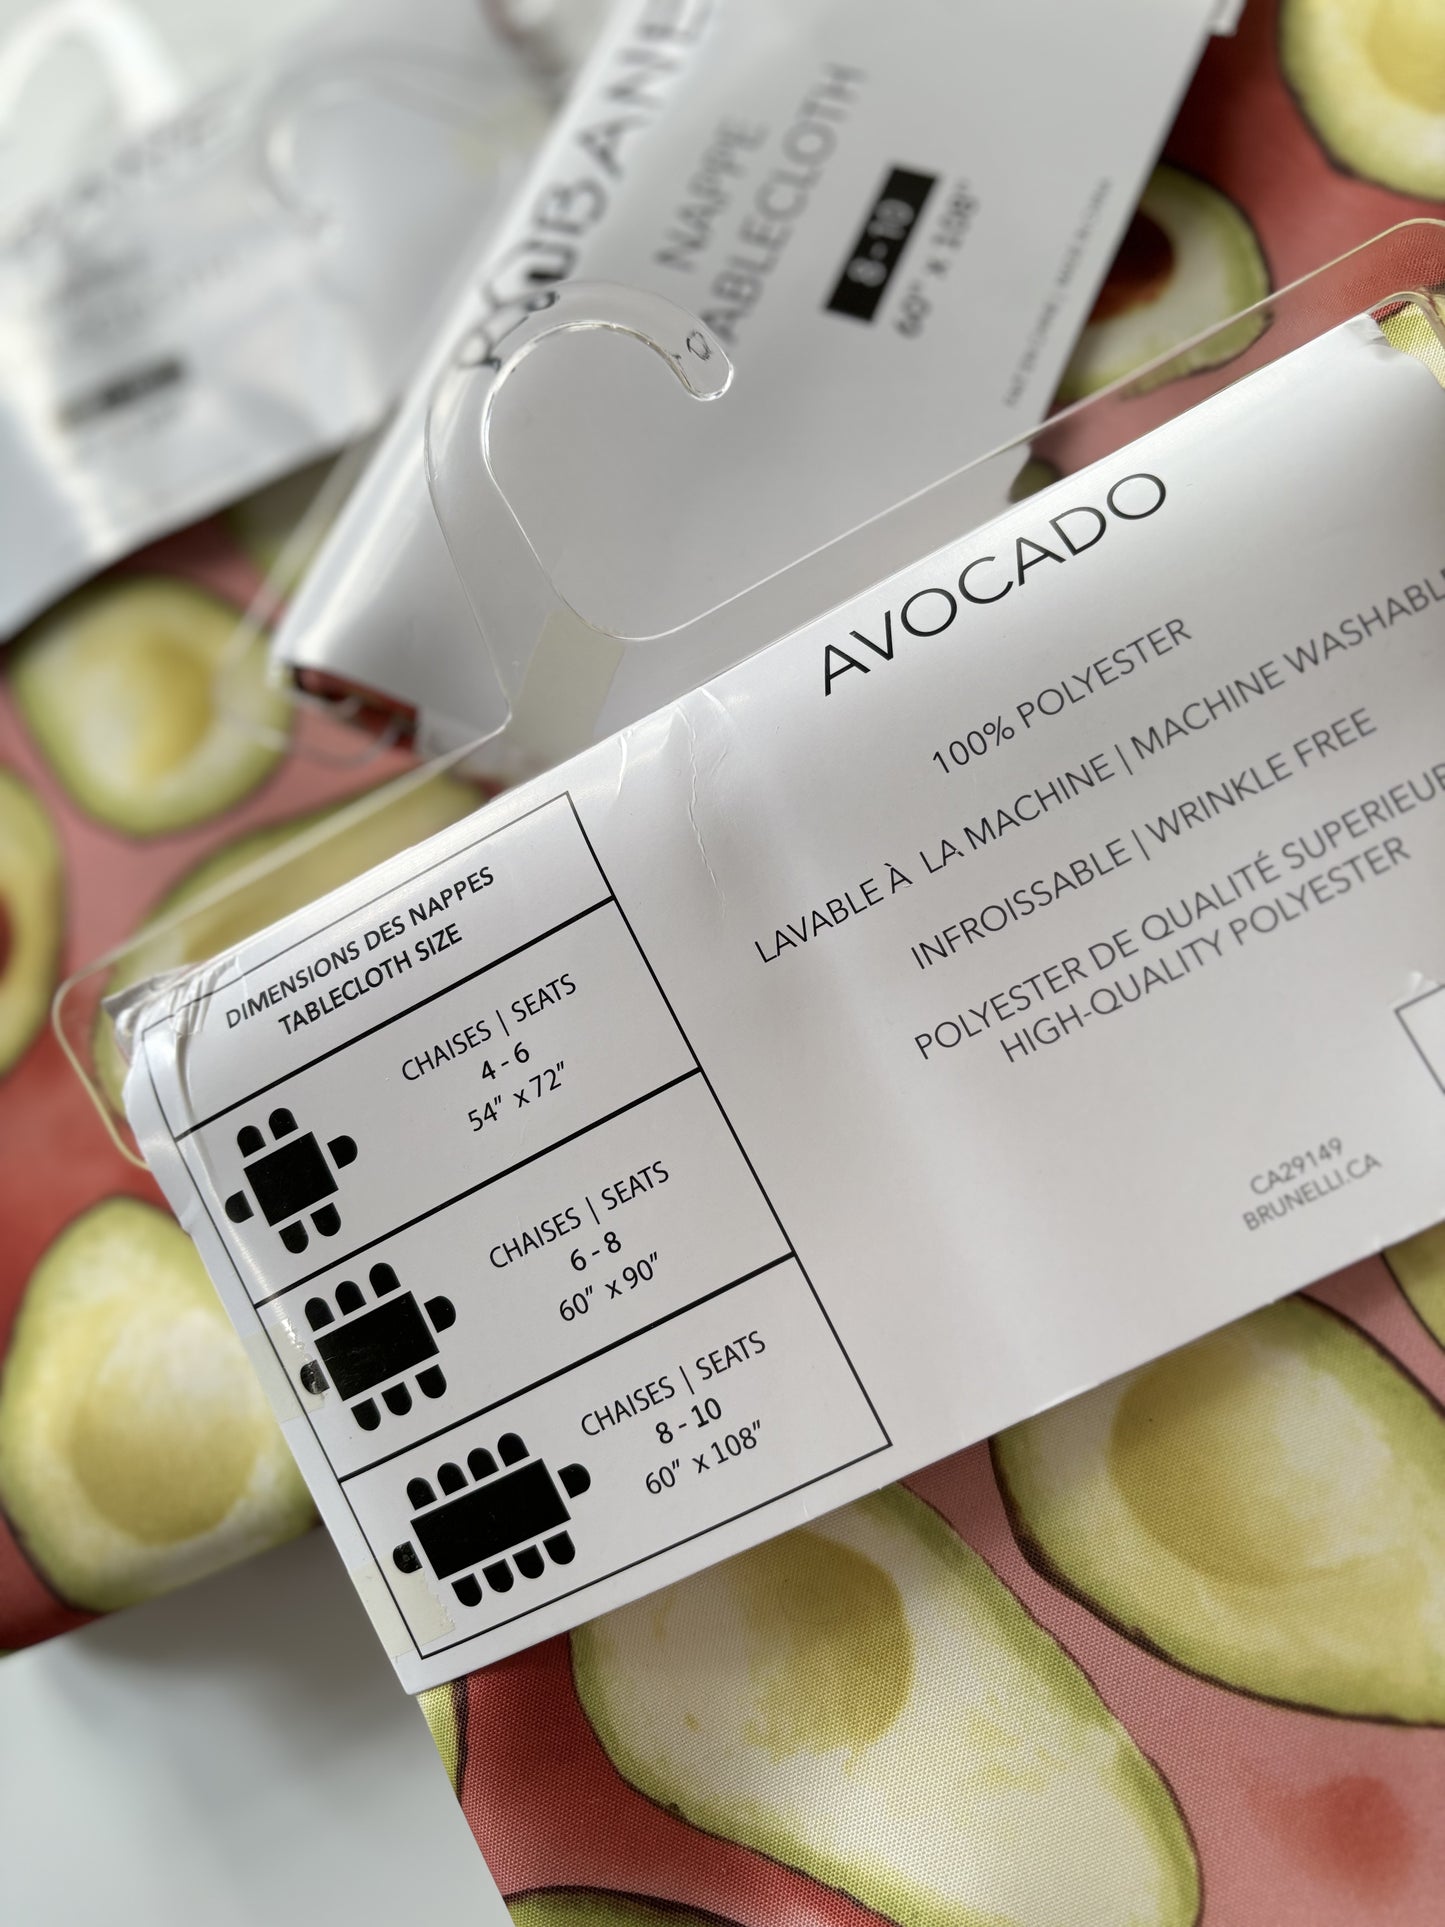 NAPPE
TABLECLOTH
8 - 10
60" x 108"
AVOCADO
100% POLYESTER
LAVABLE À LA MACHINE | MACHINE WASHABL
INFROISSABLE | WRINKLE FREE
POLYESTER DE QUALITÉ SUPERIEUR
HIGH-QUALITY POLYESTER
CA29149
BRUNELLI.CA
DIMENSIONS DES NAPPES
TABLECLOTH SIZE
CHAISES | SEATS
4 - 6
54" x 72"
CHAISES | SEATS
6 - 8
60" x 90"
CHAISES | SEATS
8 - 10
60" x 108"